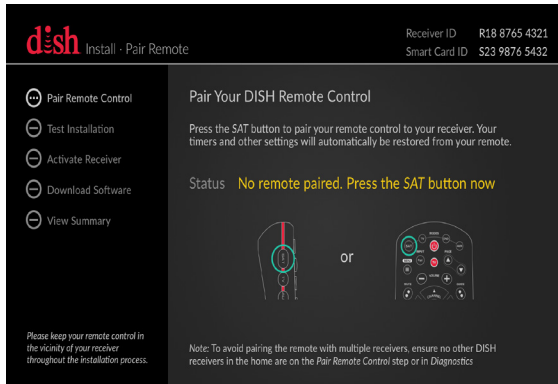 dish Install · Pair Remote
Receiver ID R18 8765 4321
Smart Card ID S23 9876 5432
Pair Remote Control
Test Installation
Activate Receiver
Download Software
View Summary
Please keep your remote control in
the vicinity of your receiver
throughout the installation process.
Pair Your DISH Remote Control
Press the SAT button to pair your remote control to your receiver. Your
timers and other settings will automatically be restored from your remote.
Status No remote paired. Press the SAT button now
SAT
TV
or
SAT
Note: To avoid pairing the remote with multiple receivers, ensure no other DISH
receivers in the home are on the Pair Remote Control step or in Diagnostics